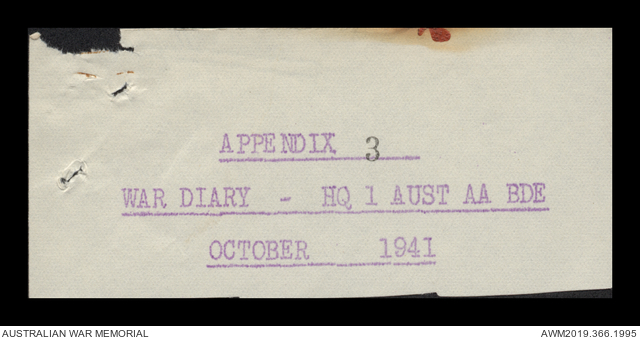 APPENDIX 3
WAR DIARY - HQ 1 AUST AA BDE
OCTOBER 1941
AUSTRALIAN WAR MEMORIAL
AWM2019.366.1995